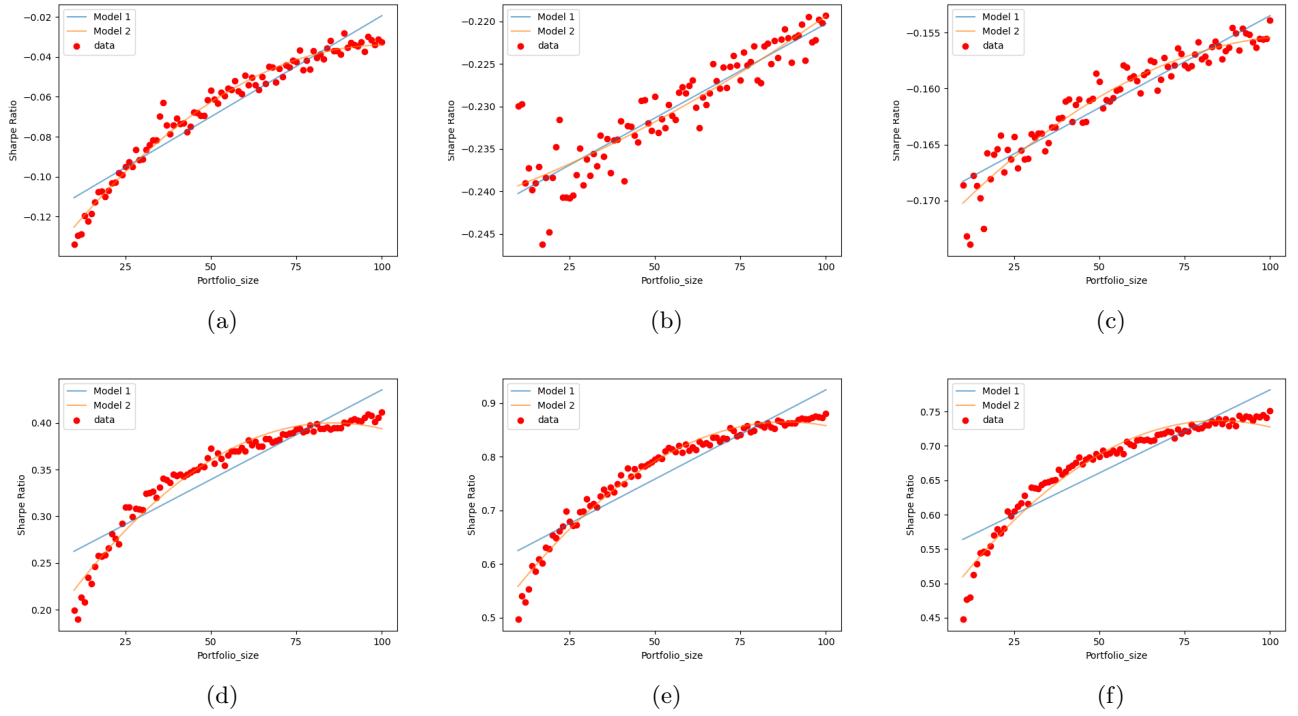 −0.02
−0.04
−0.06
−0.08
−0.10
−0.12
Sharpe Ratio
Model 1
Model 2
data
25
50
75
100
Portfolio_size
(a)
−0.220
−0.225
−0.230
−0.235
−0.240
−0.245
Sharpe Ratio
Model 1
Model 2
data
25
50
75
100
Portfolio_size
(b)
−0.155
−0.160
−0.165
−0.170
Sharpe Ratio
Model 1
Model 2
data
25
50
75
100
Portfolio_size
(c)
0.40
0.35
0.30
0.25
0.20
Sharpe Ratio
Model 1
Model 2
data
25
50
75
100
Portfolio_size
(d)
0.9
0.8
0.7
0.6
0.5
Sharpe Ratio
Model 1
Model 2
data
25
50
75
100
Portfolio_size
(e)
0.75
0.70
0.65
0.60
0.55
0.50
0.45
Sharpe Ratio
Model 1
Model 2
data
25
50
75
100
Portfolio_size
(f)